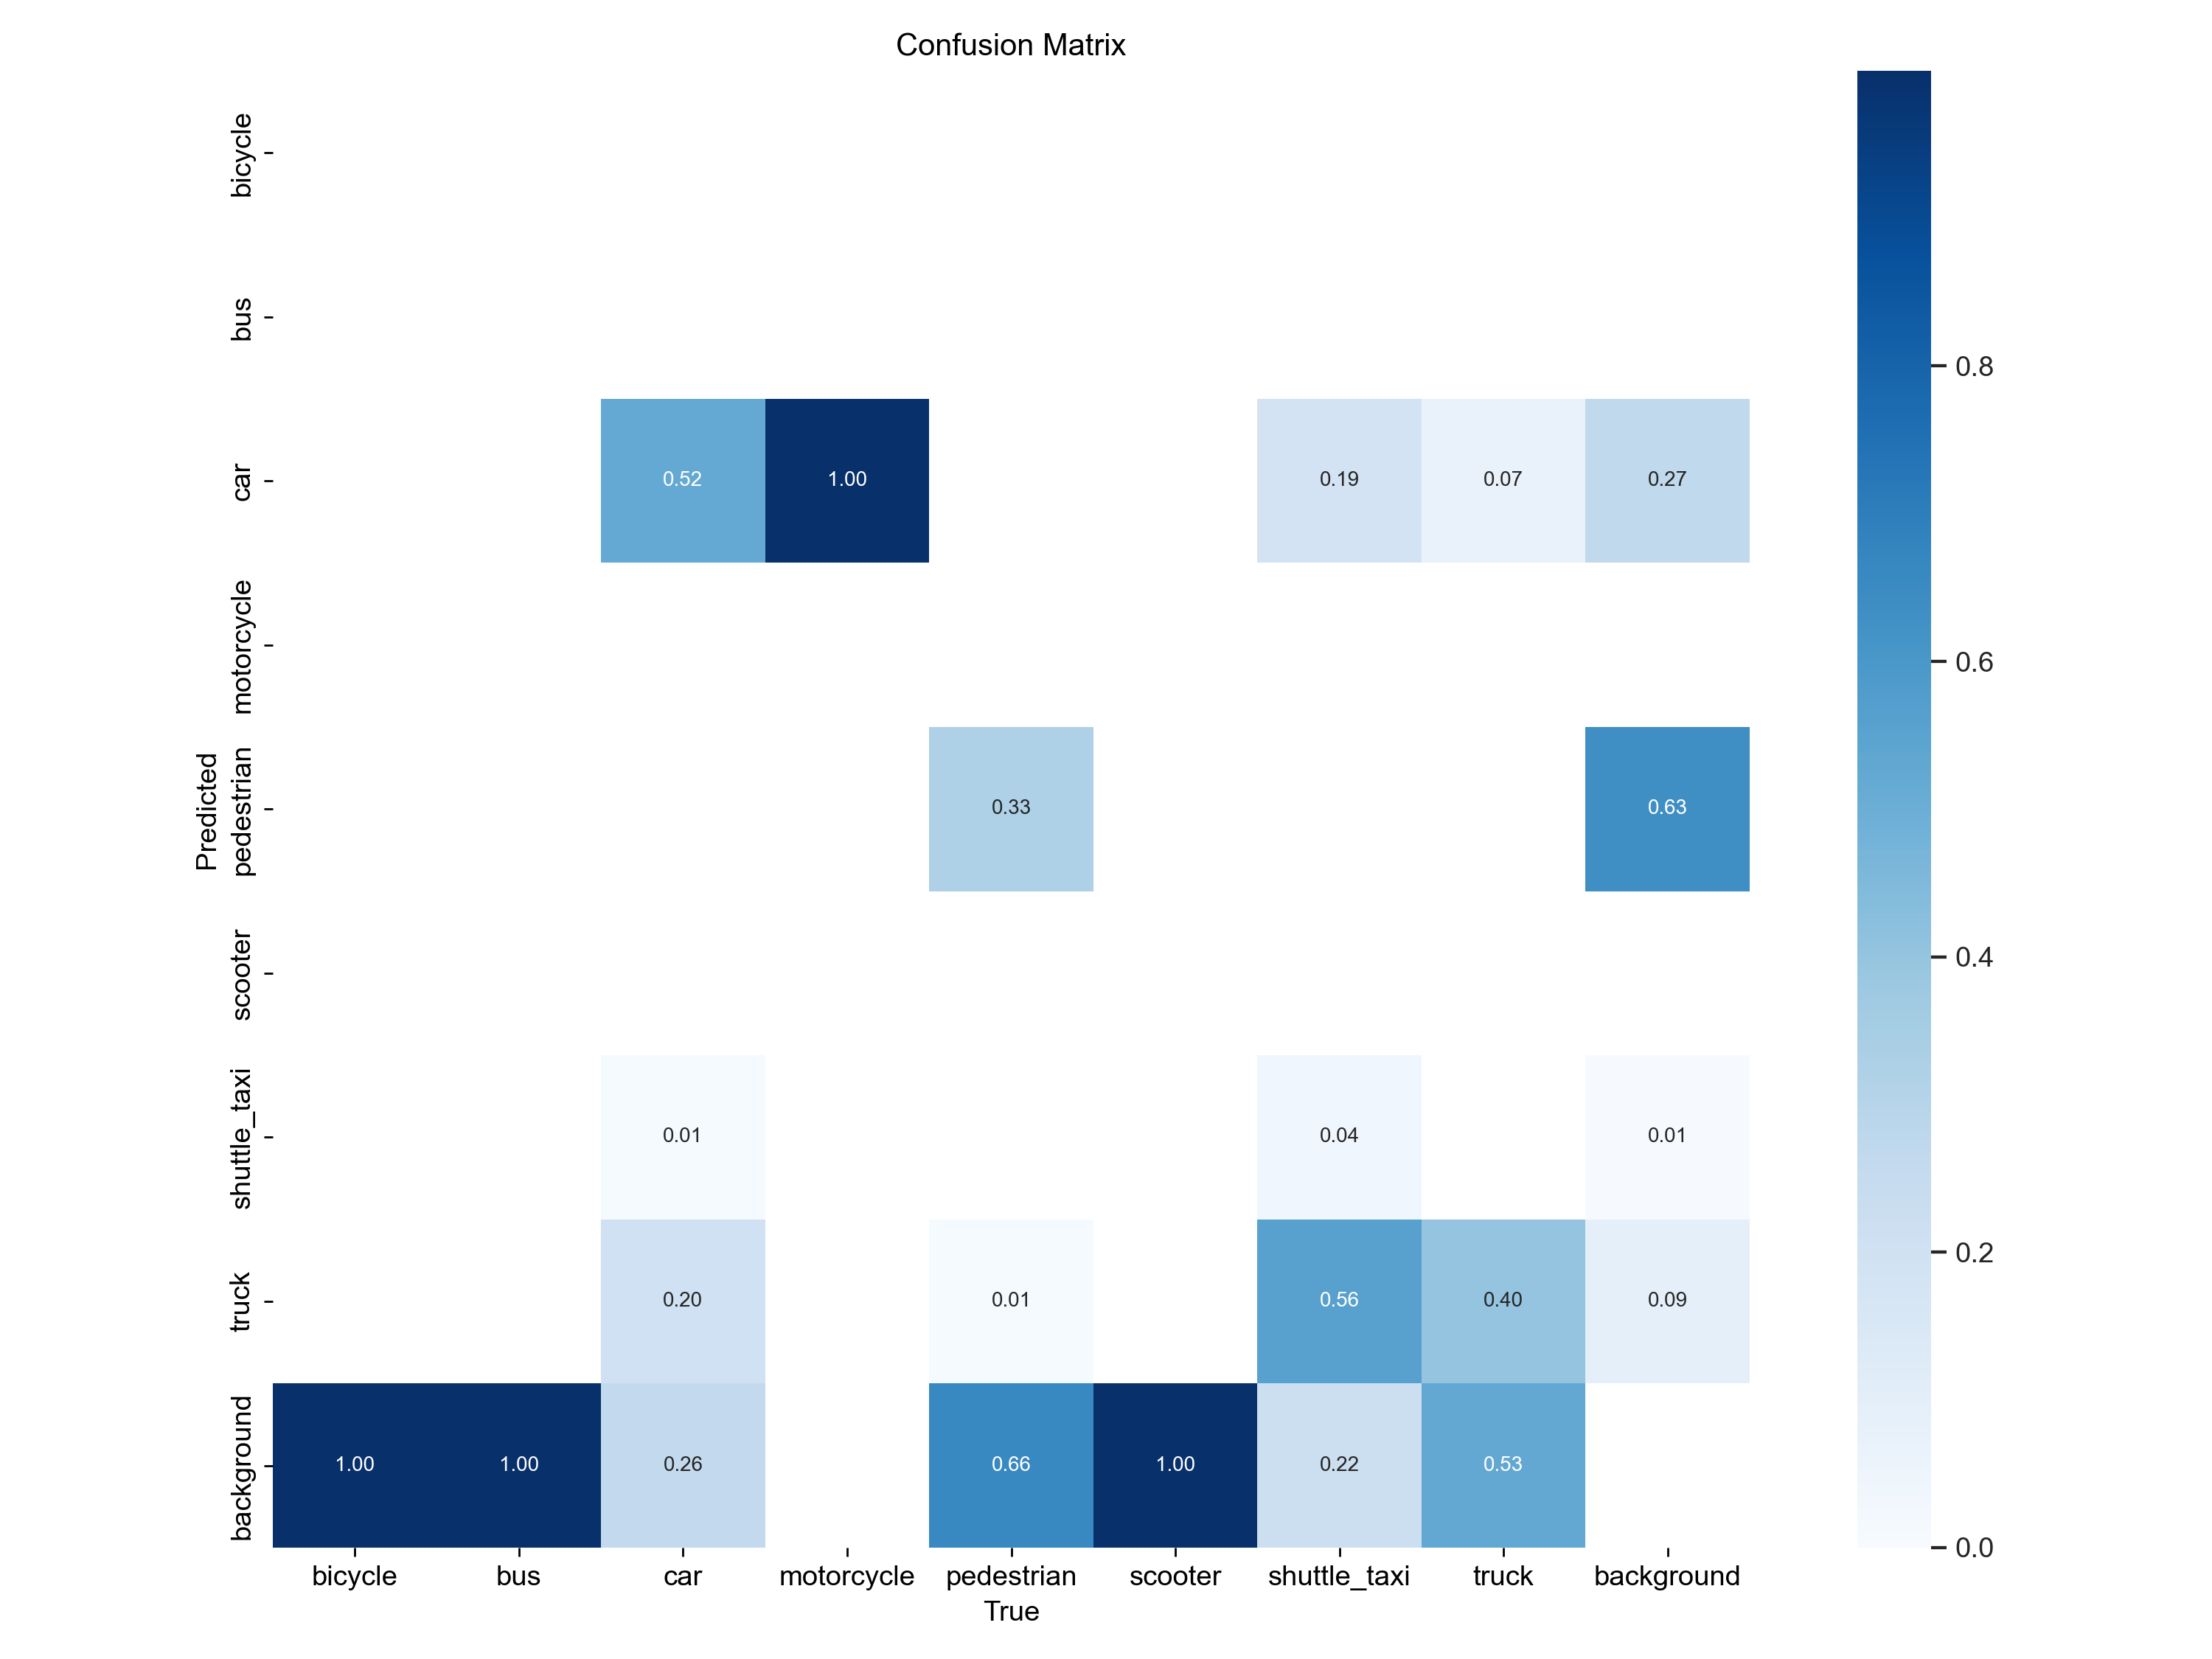 Confusion Matrix
bicycle
bus
car
motorcycle
pedestrian
scooter
shuttle_taxi
truck
background
Predicted
0.52 1.00 0.19 0.07 0.27
0.33 0.63
0.01 0.04 0.01
0.20 0.01 0.56 0.40 0.09
1.00 1.00 0.26 0.66 1.00 0.22 0.53
bicycle bus car motorcycle pedestrian scooter shuttle_taxi truck background
True
0.8
0.6
0.4
0.2
0.0